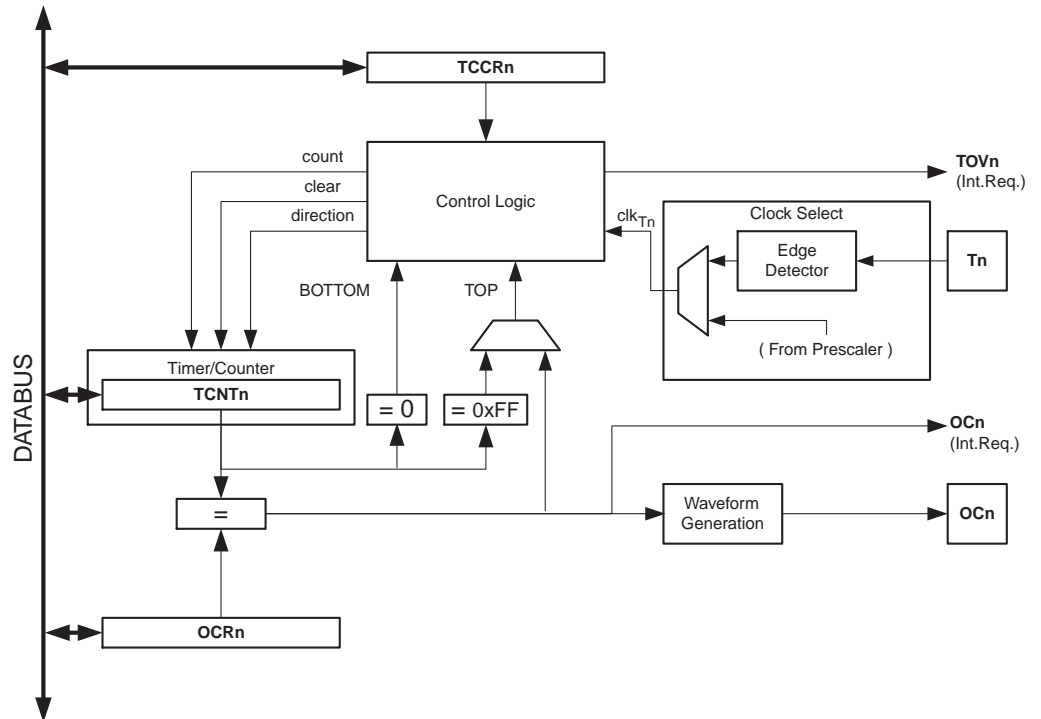 TCCRn
count
clear
direction
Control Logic
TOVn
(Int.Req.)
clkTn
Clock Select
Edge
Detector
Tn
( From Prescaler )
BOTTOM
TOP
DATABUS
Timer/Counter
TCNTn
= 0
= 0xFF
OCn
(Int.Req.)
=
Waveform
Generation
OCn
OCRn